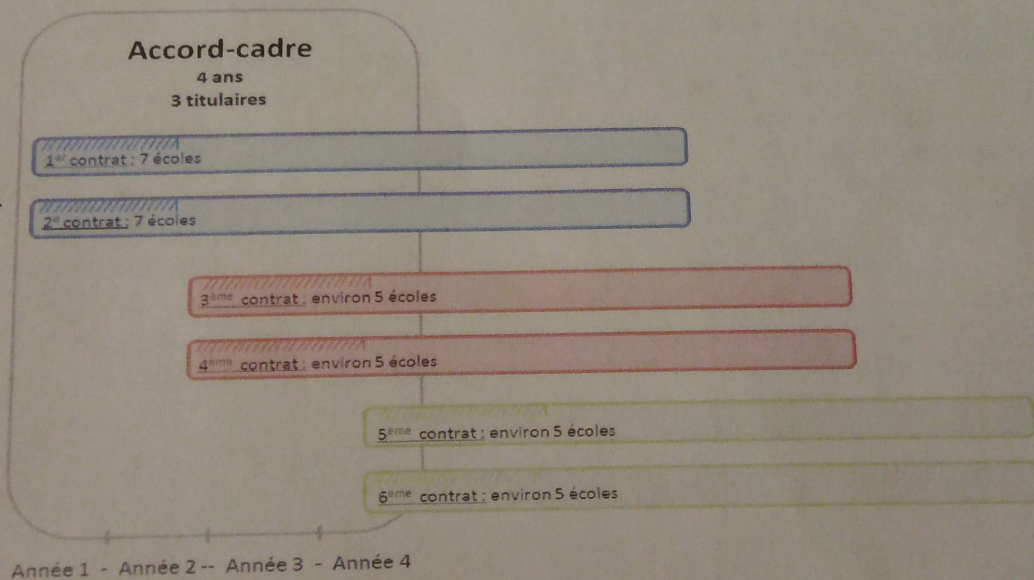 Accord-cadre
4 ans
3 titulaires
1er contrat : 7 écoles
2e contrat : 7 écoles
3ème contrat : environ 5 écoles
4ème contrat : environ 5 écoles
5ème contrat : environ 5 écoles
6ème contrat : environ 5 écoles
Année 1 - Année 2 -- Année 3 - Année 4